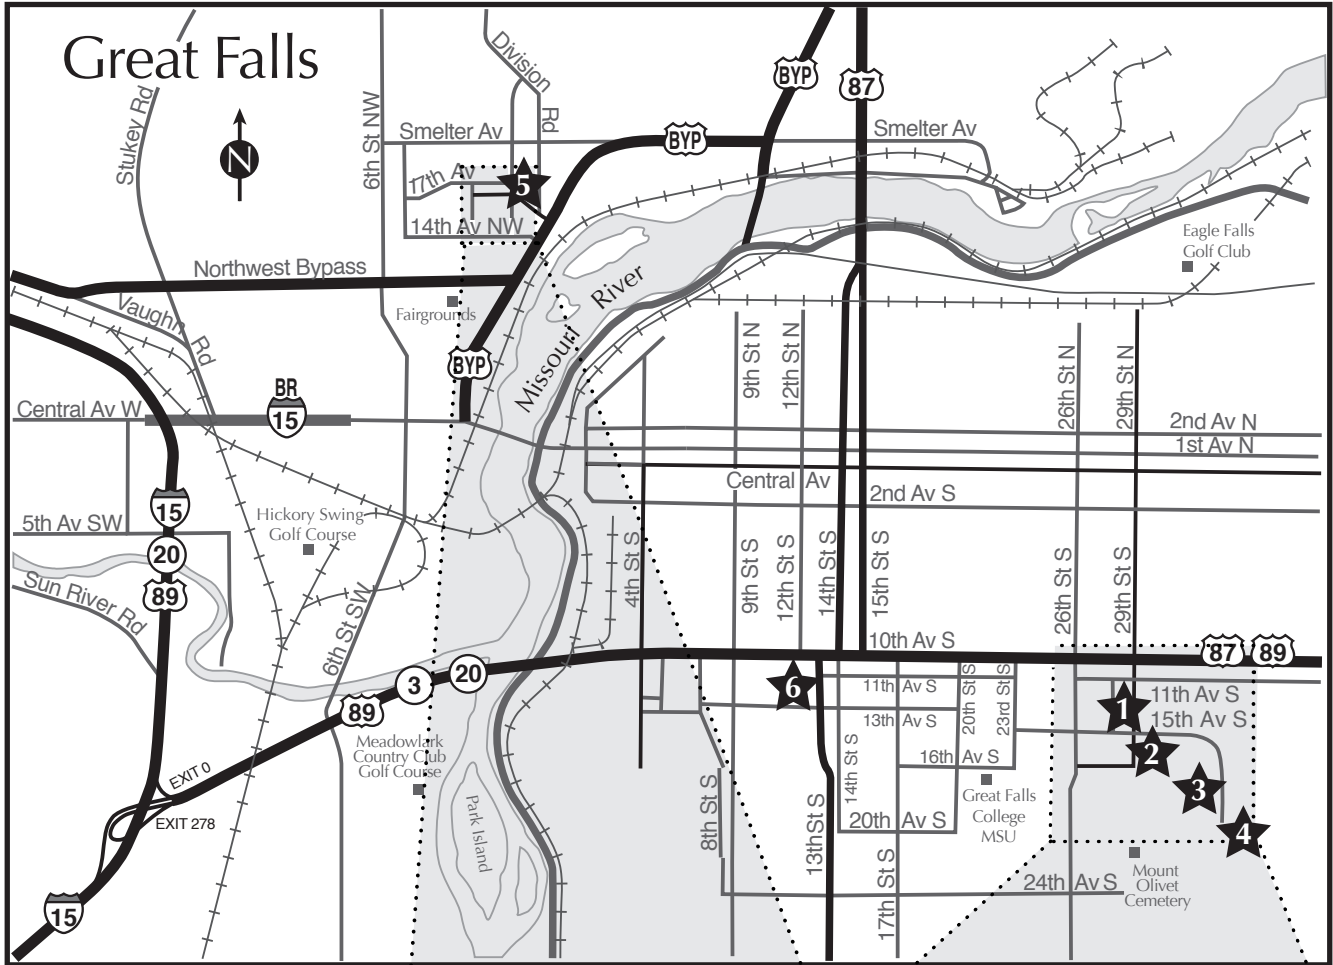 Great Falls
N
Stukey Rd
6th St NW
Division
Rd
BYP
87
Smelter Av
BYP
Smelter Av
17th Av
5
14th Av NW
Northwest Bypass
Vaughn
Rd
Fairgrounds
BYP
Missouri
River
Eagle Falls
Golf Club
9th St N
12th St N
26th St N
29th St N
BR
15
Central Av W
2nd Av N
1st Av N
Central Av
2nd Av S
15
5th Av SW
20
89
Sun River Rd
Hickory Swing
Golf Course
6th St SW
4th St S
9th St S
12th St S
14th St S
15th St S
26th St S
29th St S
10th Av S
87
89
3
20
89
6
11th Av S
13th Av S
20th St S
23rd St S
16th Av S
14th St S
20th Av S
1
11th Av S
15th Av S
2
3
4
Meadowlark
Country Club
Golf Course
EXIT 0
EXIT 278
Park Island
8th St S
13th St S
17th St S
Great Falls
College
MSU
24th Av S
Mount
Olivet
Cemetery
15